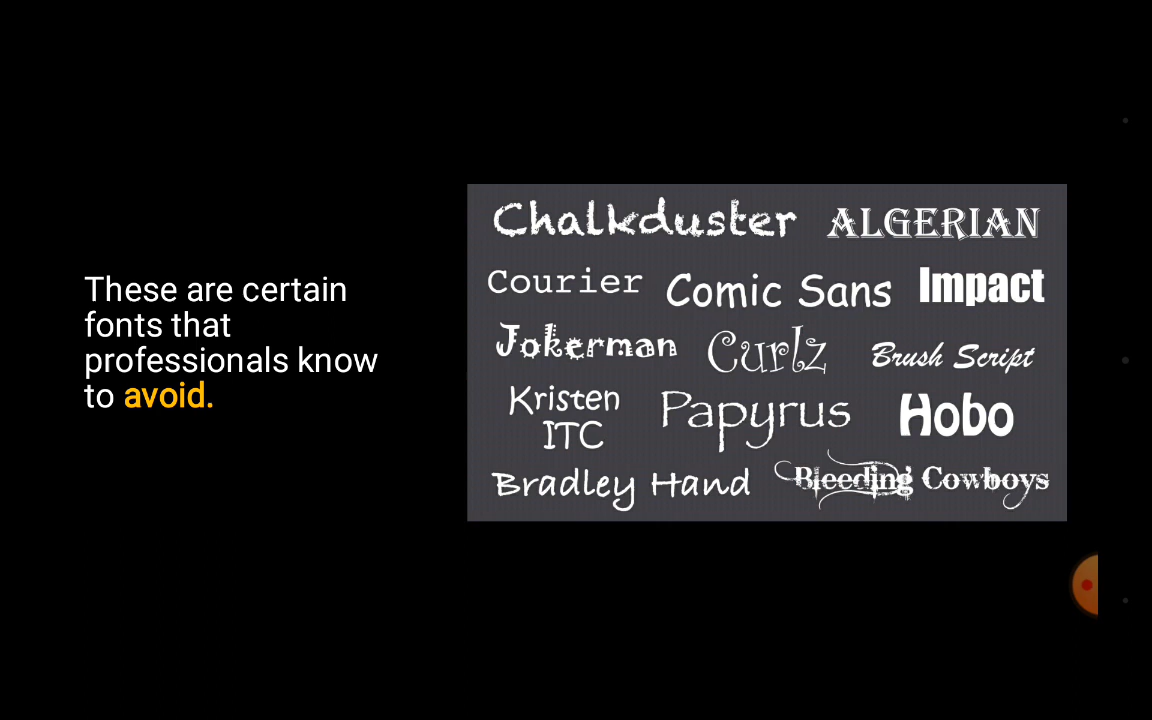 These are certain
fonts that
professionals know
to avoid.
Chalkduster ALGERIAN
Courier Comic Sans Impact
Jokerman Curlz Brush Script
Kristen
ITC
Papyrus Hobo
Bradley Hand Bleeding Cowboys